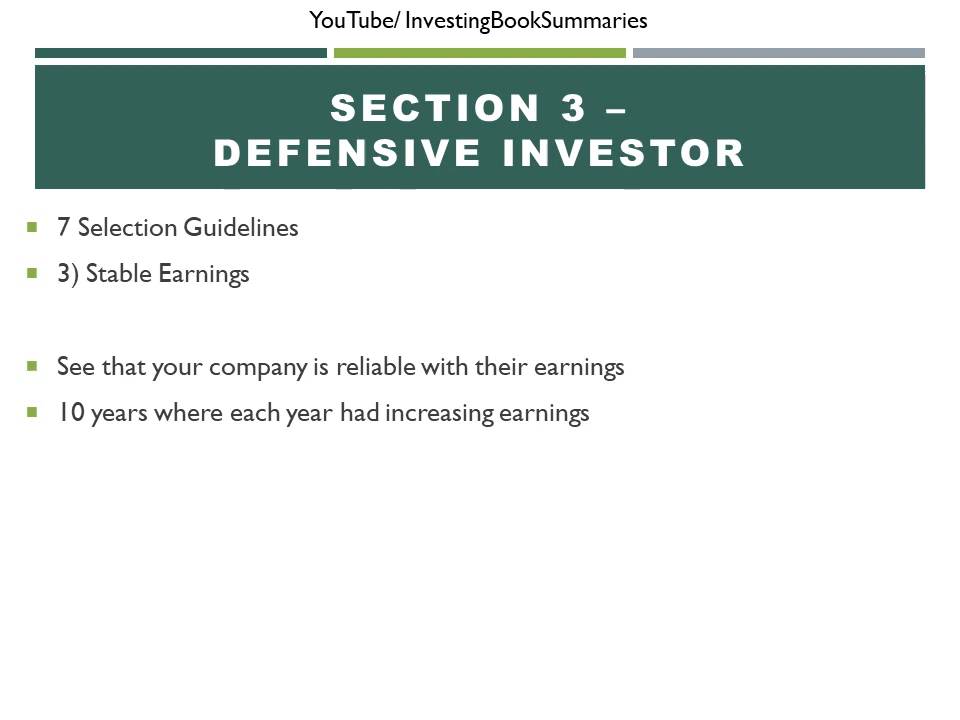 YouTube/ InvestingBookSummaries
SECTION 3 –
DEFENSIVE INVESTOR
7 Selection Guidelines
3) Stable Earnings
See that your company is reliable with their earnings
10 years where each year had increasing earnings